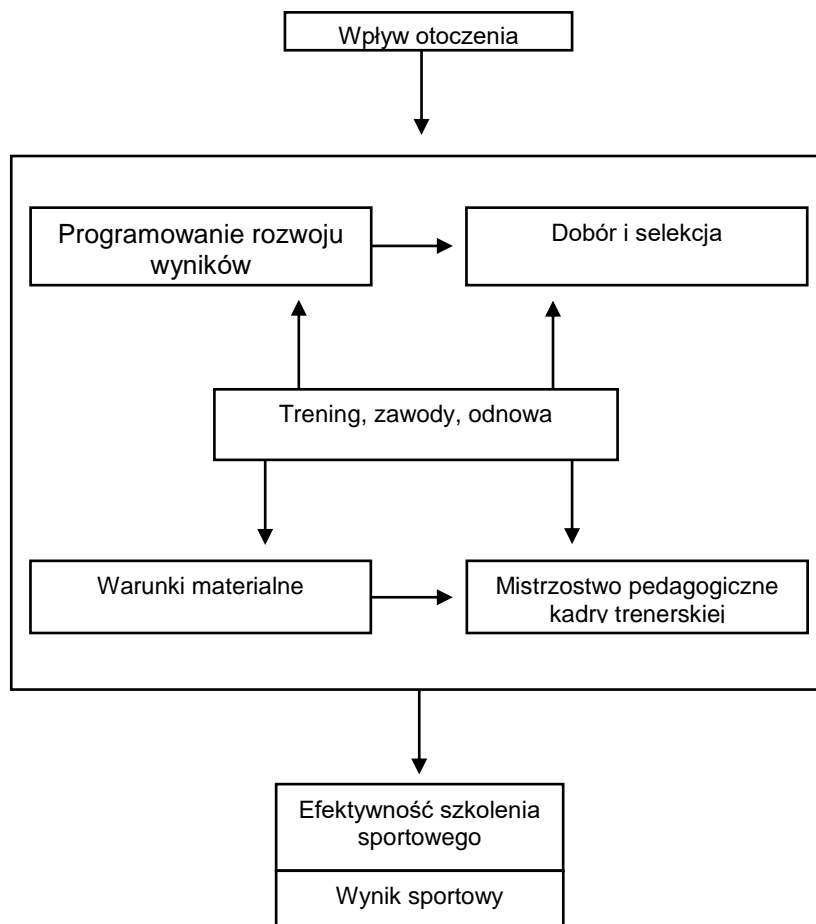 Wpływ otoczenia
Programowanie rozwoju
wyników
Dobór i selekcja
Trening, zawody, odnowa
Warunki materialne
Mistrzostwo pedagogiczne
kadry trenerskiej
Efektywność szkolenia
sportowego
Wynik sportowy